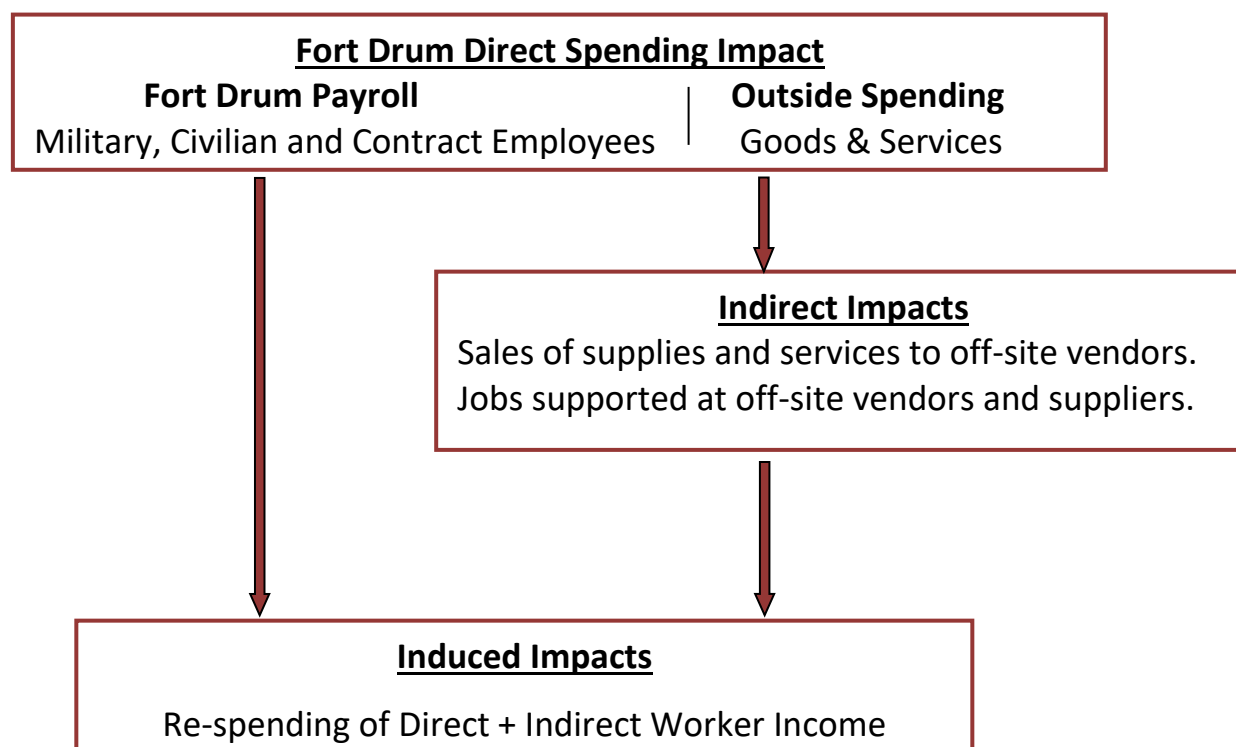 Fort Drum Direct Spending Impact
Fort Drum Payroll
Military, Civilian and Contract Employees
Outside Spending
Goods & Services
Indirect Impacts
Sales of supplies and services to off-site vendors.
Jobs supported at off-site vendors and suppliers.
Induced Impacts
Re-spending of Direct + Indirect Worker Income